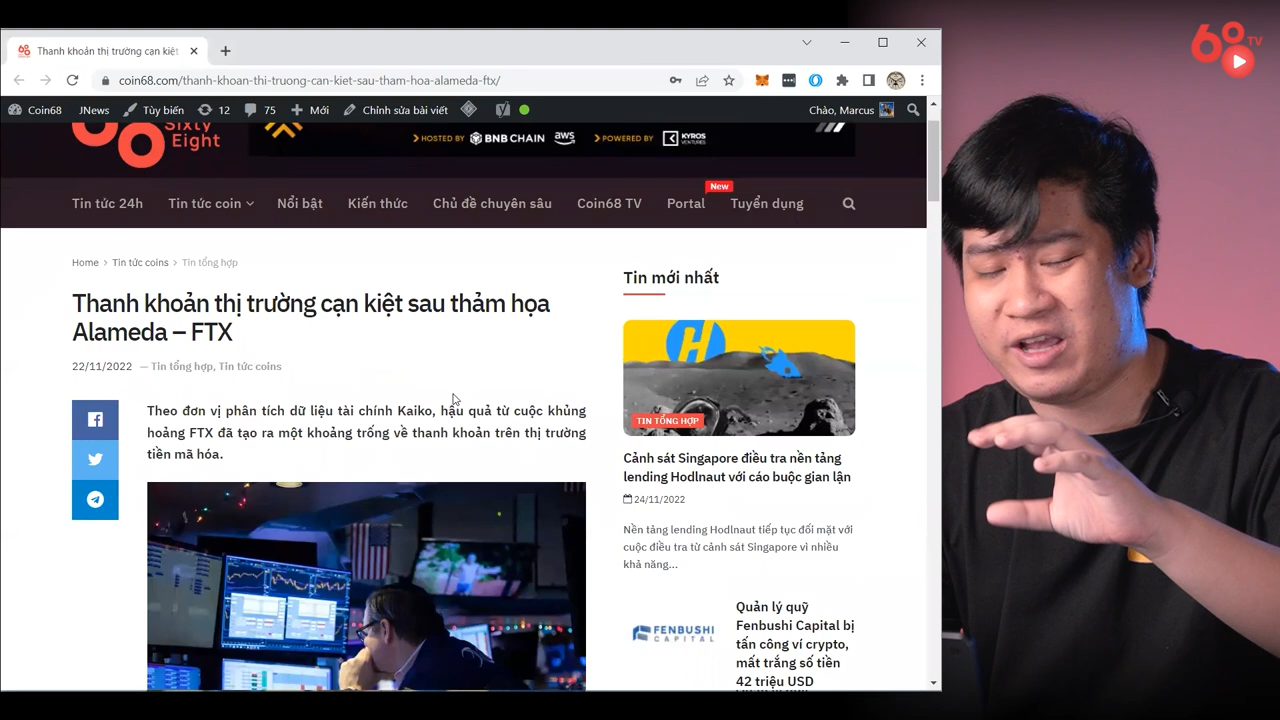 Thanh khoản thị trường cạn kiệt
coin68.com/thanh-khoan-thi-truong-can-kiet-sau-tham-hoa-alameda-ftx/
Coin68 JNews Tùy biến 12 75 Mới Chỉnh sửa bài viết Chào, Marcus
Sixty
Eight
HOSTED BY BNB CHAIN aws POWERED BY KYROS VENTURES
New
Tin tức 24h Tin tức coin Nổi bật Kiến thức Chủ đề chuyên sâu Coin68 TV Portal Tuyển dụng
Home > Tin tức coins > Tin tổng hợp
Thanh khoản thị trường cạn kiệt sau thảm họa
Alameda – FTX
22/11/2022 — Tin tổng hợp, Tin tức coins
Theo đơn vị phân tích dữ liệu tài chính Kaiko, hậu quả từ cuộc khủng
hoảng FTX đã tạo ra một khoảng trống về thanh khoản trên thị trường
tiền mã hóa.
Tin mới nhất
TIN TỔNG HỢP
Cảnh sát Singapore điều tra nền tảng
lending Hodlnaut với cáo buộc gian lận
24/11/2022
Nền tảng lending Hodlnaut tiếp tục đối mặt với
cuộc điều tra từ cảnh sát Singapore vì nhiều
khả năng...
FENBUSHI
CAPITAL
Quản lý quỹ
Fenbushi Capital bị
tấn công ví crypto,
mất trắng số tiền
42 triệu USD
68 TV